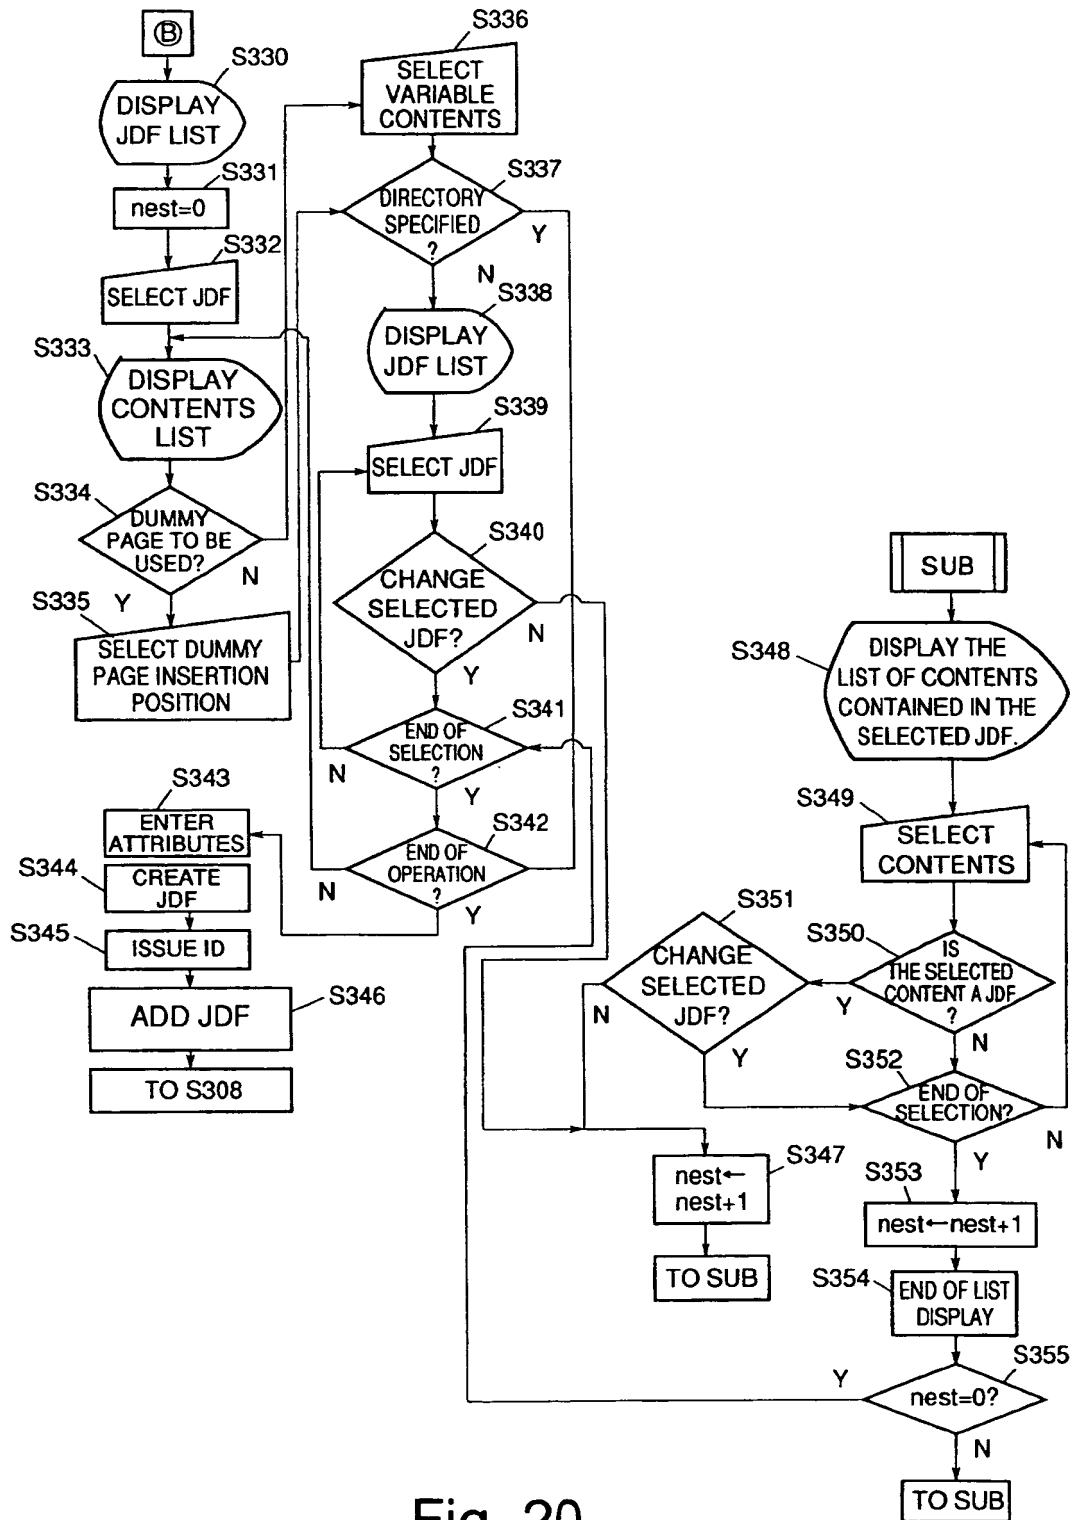 B
S330
DISPLAY
JDF LIST
S331
nest=0
S332
SELECT JDF
S333
DISPLAY
CONTENTS
LIST
S334
DUMMY
PAGE TO BE
USED?
N
Y
S335
SELECT DUMMY
PAGE INSERTION
POSITION
S336
SELECT
VARIABLE
CONTENTS
S337
DIRECTORY
SPECIFIED
?
Y
N
S338
DISPLAY
JDF LIST
S339
SELECT JDF
S340
CHANGE
SELECTED
JDF?
N
Y
S341
END OF
SELECTION
?
N
Y
S342
END OF
OPERATION
?
N
Y
S343
ENTER
ATTRIBUTES
S344
CREATE
JDF
S345
ISSUE ID
S346
ADD JDF
TO S308
SUB
S348
DISPLAY THE
LIST OF CONTENTS
CONTAINED IN THE
SELECTED JDF.
S349
SELECT
CONTENTS
S350
IS
THE SELECTED
CONTENT A JDF
?
Y
N
S351
CHANGE
SELECTED
JDF?
N
Y
S352
END OF
SELECTION?
N
Y
S347
nest←
nest+1
TO SUB
S353
nest←nest+1
S354
END OF LIST
DISPLAY
S355
nest=0?
Y
N
TO SUB
Fig. 20